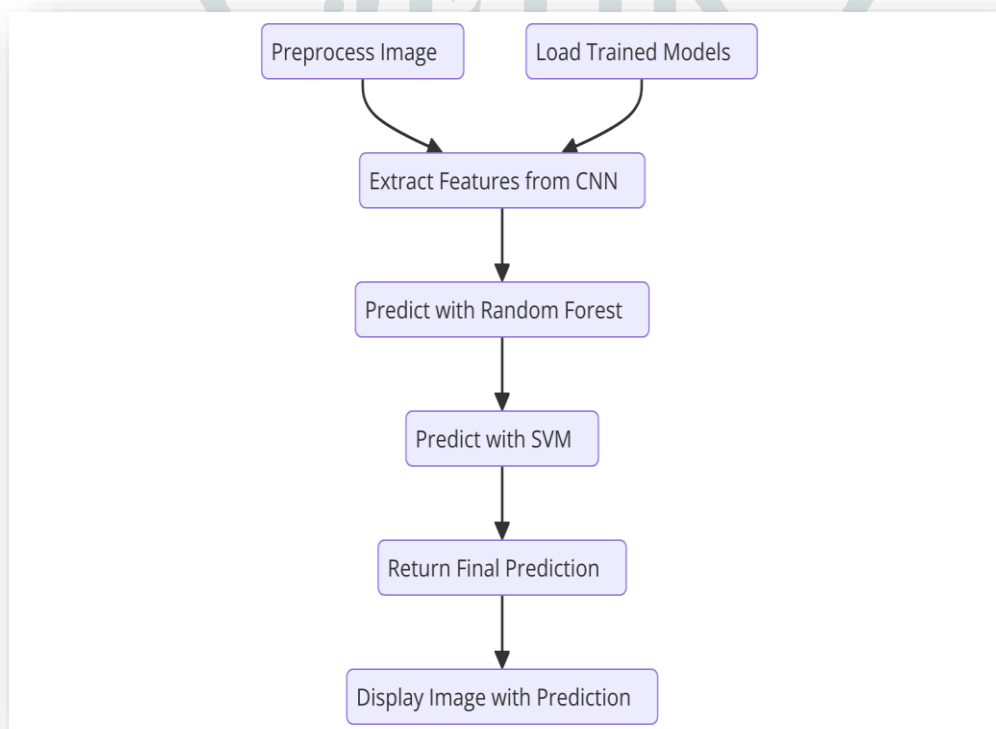 Preprocess Image
Load Trained Models
Extract Features from CNN
Predict with Random Forest
Predict with SVM
Return Final Prediction
Display Image with Prediction